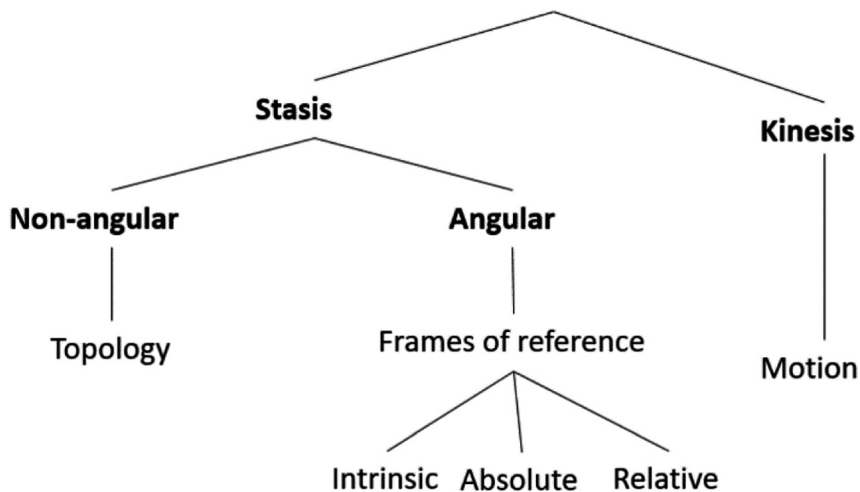 Stasis
Kinesis
Non-angular
Angular
Topology
Frames of reference
Motion
Intrinsic
Absolute
Relative